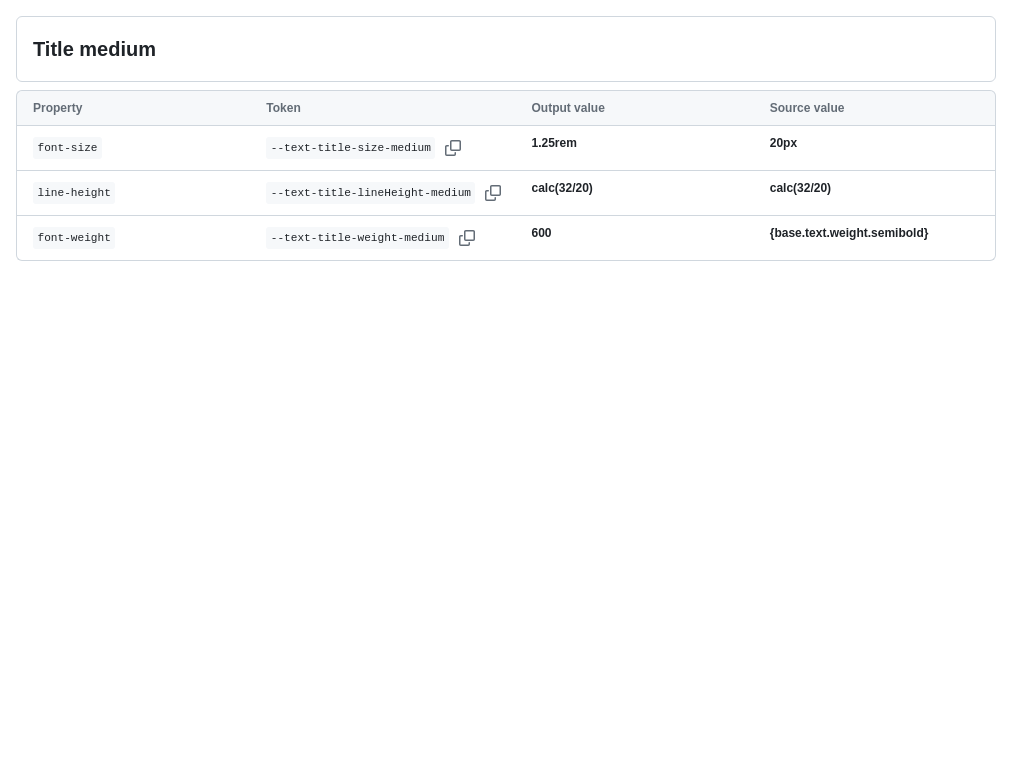 Title medium
Property Token Output value Source value
font-size --text-title-size-medium 1.25rem 20px
line-height --text-title-lineHeight-medium calc(32/20) calc(32/20)
font-weight --text-title-weight-medium 600 {base.text.weight.semibold}